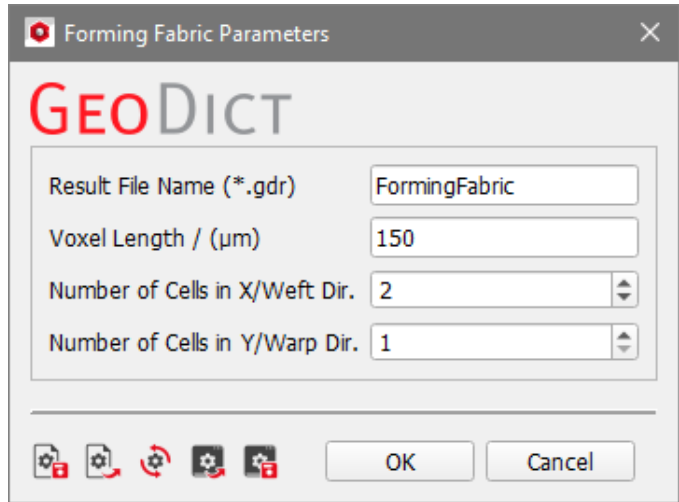 Forming Fabric Parameters
GEODICT
Result File Name (*.gdr) FormingFabric
Voxel Length / (µm) 150
Number of Cells in X/Weft Dir. 2
Number of Cells in Y/Warp Dir. 1
OK Cancel